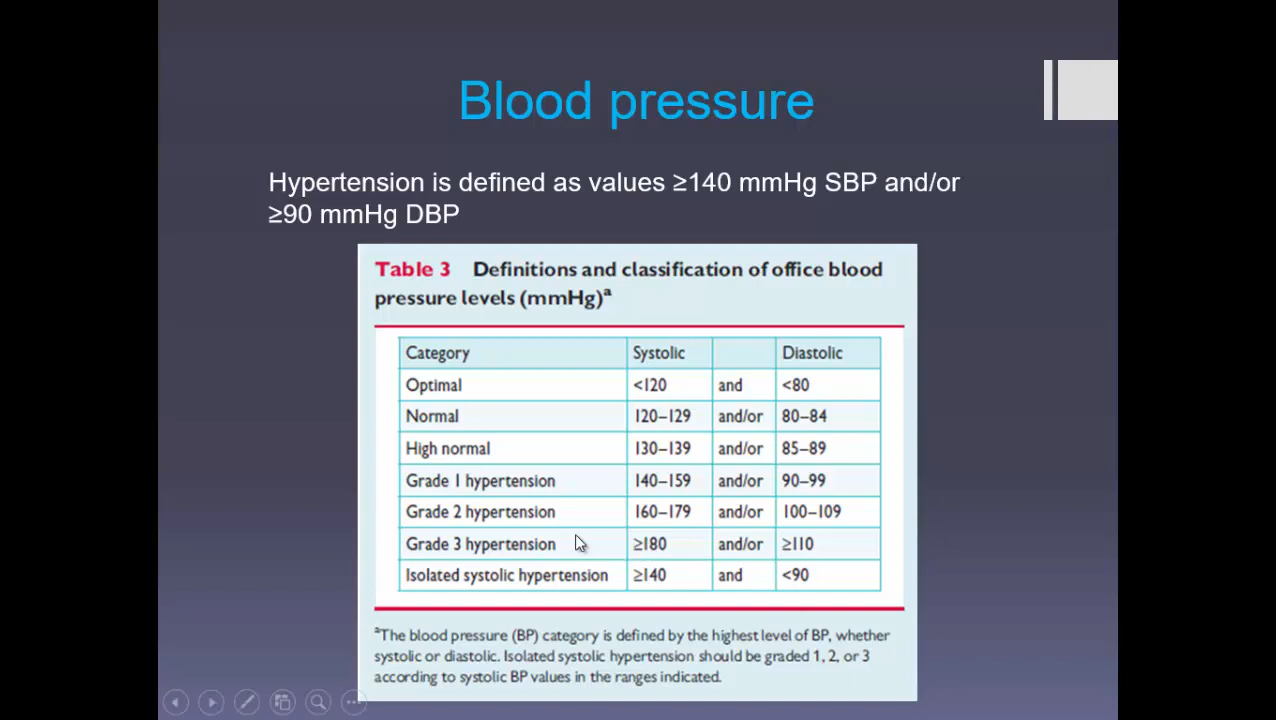 Blood pressure
Hypertension is defined as values ≥140 mmHg SBP and/or
≥90 mmHg DBP
Table 3 Definitions and classification of office blood
pressure levels (mmHg)ᵃ
Category Systolic Diastolic
Optimal <120 and <80
Normal 120–129 and/or 80–84
High normal 130–139 and/or 85–89
Grade 1 hypertension 140–159 and/or 90–99
Grade 2 hypertension 160–179 and/or 100–109
Grade 3 hypertension ≥180 and/or ≥110
Isolated systolic hypertension ≥140 and <90
ᵃThe blood pressure (BP) category is defined by the highest level of BP, whether
systolic or diastolic. Isolated systolic hypertension should be graded 1, 2, or 3
according to systolic BP values in the ranges indicated.